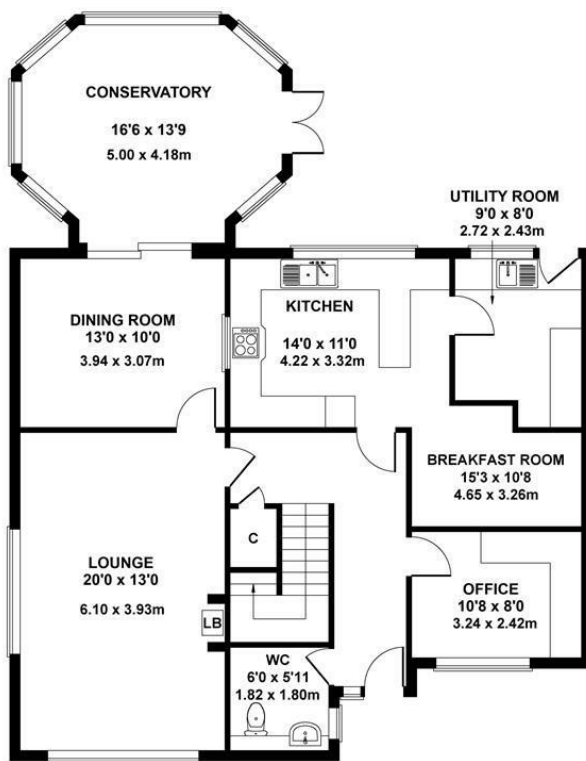 CONSERVATORY
16'6 x 13'9
5.00 x 4.18m
UTILITY ROOM
9'0 x 8'0
2.72 x 2.43m
DINING ROOM
13'0 x 10'0
3.94 x 3.07m
KITCHEN
14'0 x 11'0
4.22 x 3.32m
BREAKFAST ROOM
15'3 x 10'8
4.65 x 3.26m
LOUNGE
20'0 x 13'0
6.10 x 3.93m
C
LB
OFFICE
10'8 x 8'0
3.24 x 2.42m
WC
6'0 x 5'11
1.82 x 1.80m